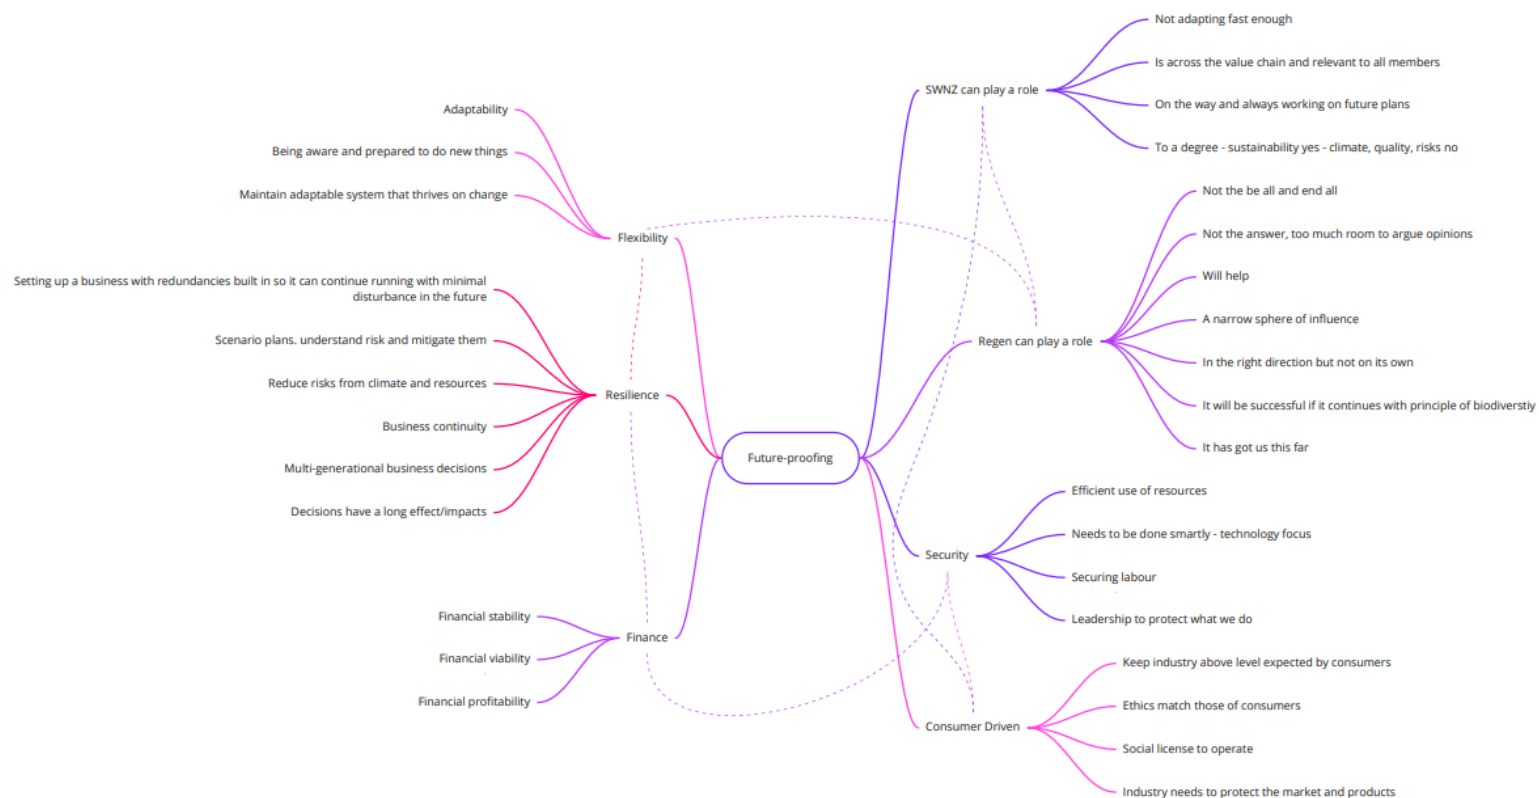 Future-proofing
Flexibility
Adaptability
Being aware and prepared to do new things
Maintain adaptable system that thrives on change
Resilience
Setting up a business with redundancies built in so it can continue running with minimal
disturbance in the future
Scenario plans. understand risk and mitigate them
Reduce risks from climate and resources
Business continuity
Multi-generational business decisions
Decisions have a long effect/impacts
Finance
Financial stability
Financial viability
Financial profitability
SWNZ can play a role
Not adapting fast enough
Is across the value chain and relevant to all members
On the way and always working on future plans
To a degree - sustainability yes - climate, quality, risks no
Regen can play a role
Not the be all and end all
Not the answer, too much room to argue opinions
Will help
A narrow sphere of influence
In the right direction but not on its own
It will be successful if it continues with principle of biodiverstiy
It has got us this far
Security
Efficient use of resources
Needs to be done smartly - technology focus
Securing labour
Leadership to protect what we do
Consumer Driven
Keep industry above level expected by consumers
Ethics match those of consumers
Social license to operate
Industry needs to protect the market and products